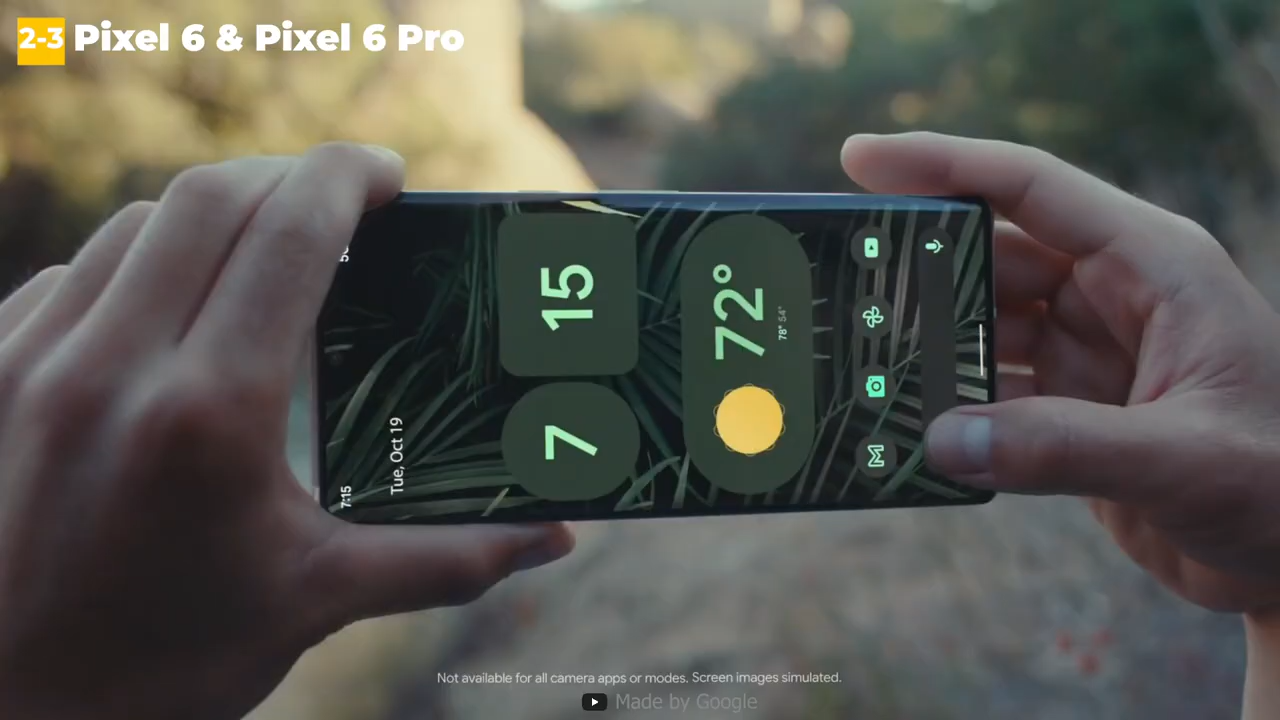 2-3 Pixel 6 & Pixel 6 Pro
7:15
Tue, Oct 19
7 15
72°
78° 54°
Not available for all camera apps or modes. Screen images simulated.
Made by Google